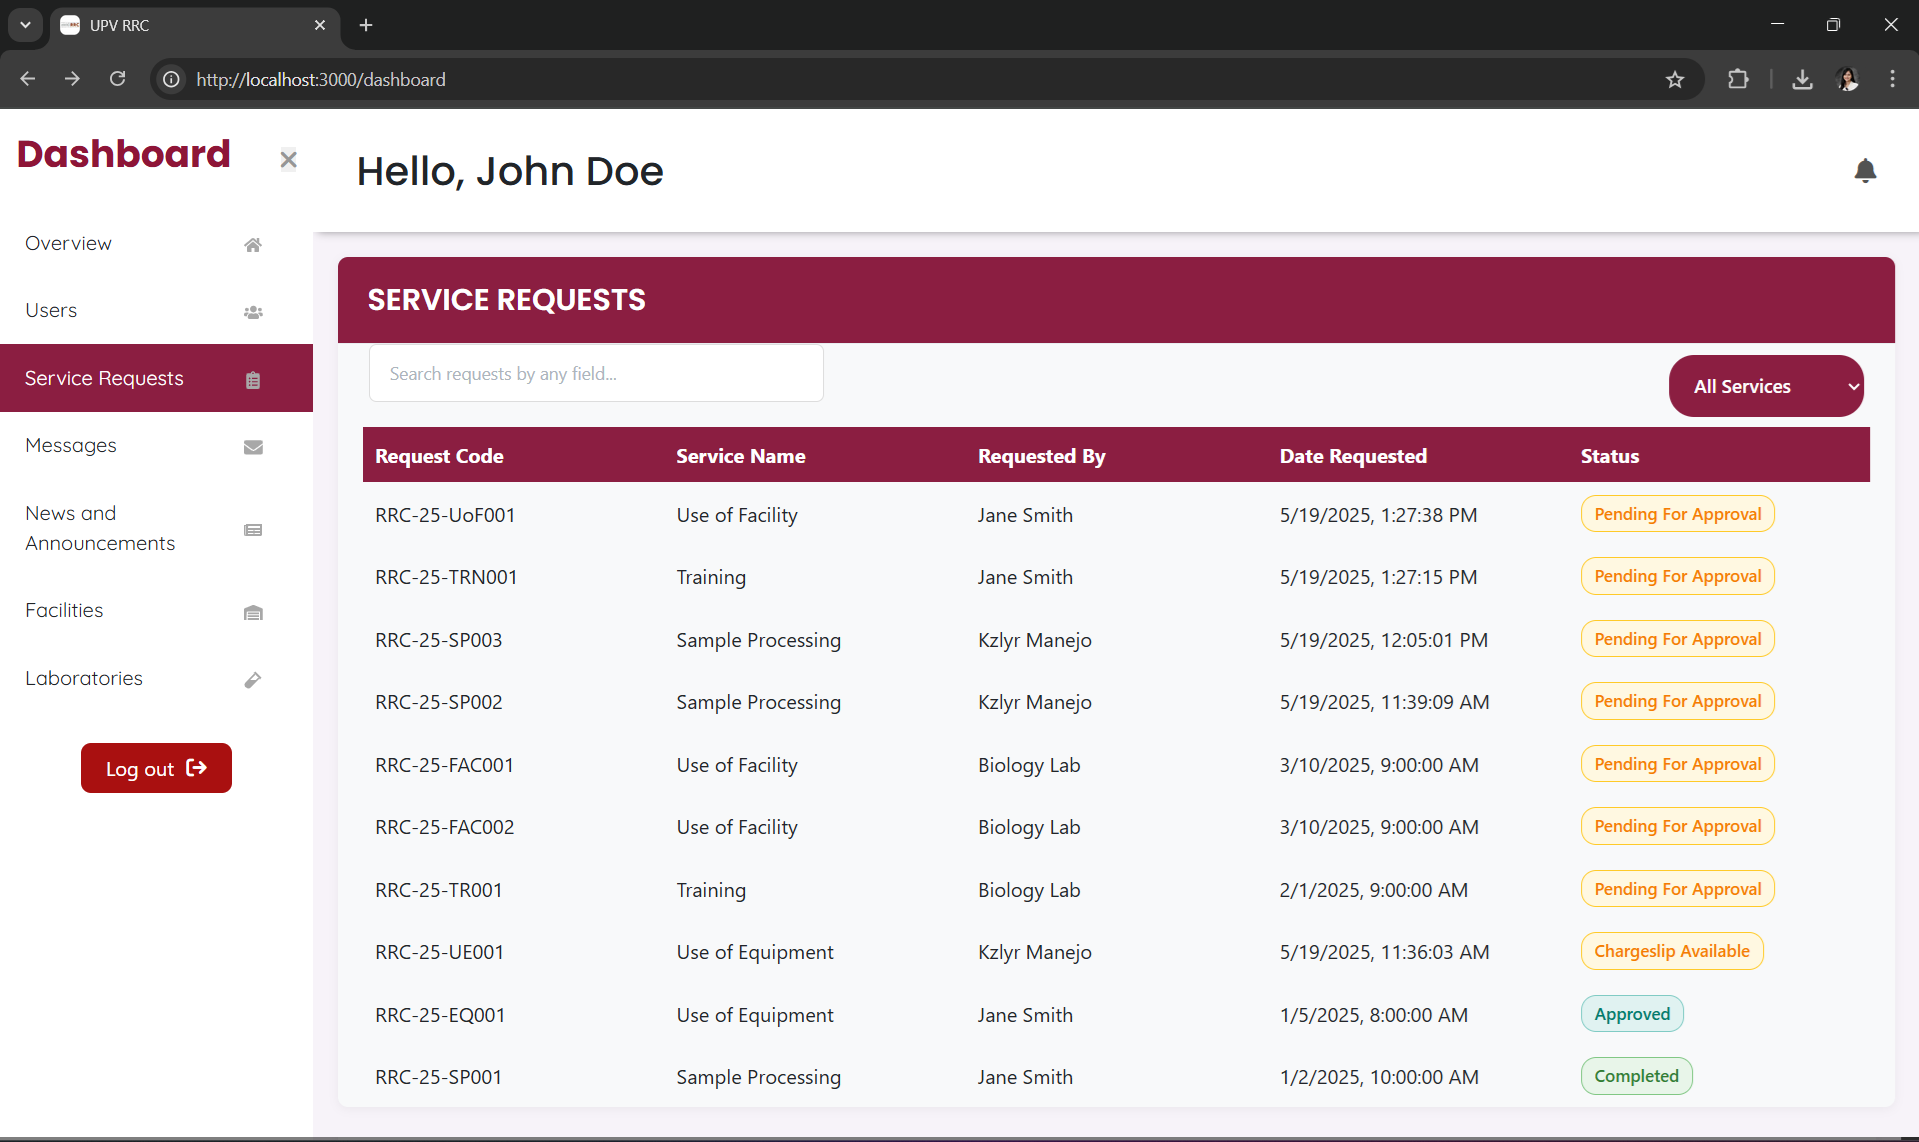 UPV RRC
http://localhost:3000/dashboard
Dashboard
Hello, John Doe
Overview
Users
Service Requests
Messages
News and
Announcements
Facilities
Laboratories
Log out
SERVICE REQUESTS
Search requests by any field...
All Services
Request Code Service Name Requested By Date Requested Status
RRC-25-UoF001 Use of Facility Jane Smith 5/19/2025, 1:27:38 PM Pending For Approval
RRC-25-TRN001 Training Jane Smith 5/19/2025, 1:27:15 PM Pending For Approval
RRC-25-SP003 Sample Processing Kzlyr Manejo 5/19/2025, 12:05:01 PM Pending For Approval
RRC-25-SP002 Sample Processing Kzlyr Manejo 5/19/2025, 11:39:09 AM Pending For Approval
RRC-25-FAC001 Use of Facility Biology Lab 3/10/2025, 9:00:00 AM Pending For Approval
RRC-25-FAC002 Use of Facility Biology Lab 3/10/2025, 9:00:00 AM Pending For Approval
RRC-25-TR001 Training Biology Lab 2/1/2025, 9:00:00 AM Pending For Approval
RRC-25-UE001 Use of Equipment Kzlyr Manejo 5/19/2025, 11:36:03 AM Chargeslip Available
RRC-25-EQ001 Use of Equipment Jane Smith 1/5/2025, 8:00:00 AM Approved
RRC-25-SP001 Sample Processing Jane Smith 1/2/2025, 10:00:00 AM Completed